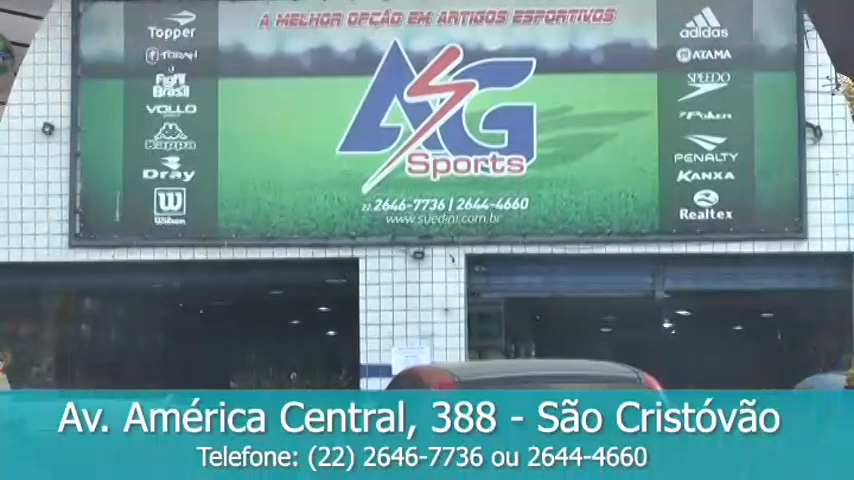 A MELHOR OPÇÃO EM ARTIGOS ESPORTIVOS
Topper
TORAH
Fight
Brasil
VOLLO
Kappa
Dray
W
Wilson
ASG
Sports
22 2646-7736 | 2644-4660
www.suedini.com.br
adidas
ATAMA
SPEEDO
Poker
PENALTY
KANXA
Realtex
Av. América Central, 388 - São Cristóvão
Telefone: (22) 2646-7736 ou 2644-4660